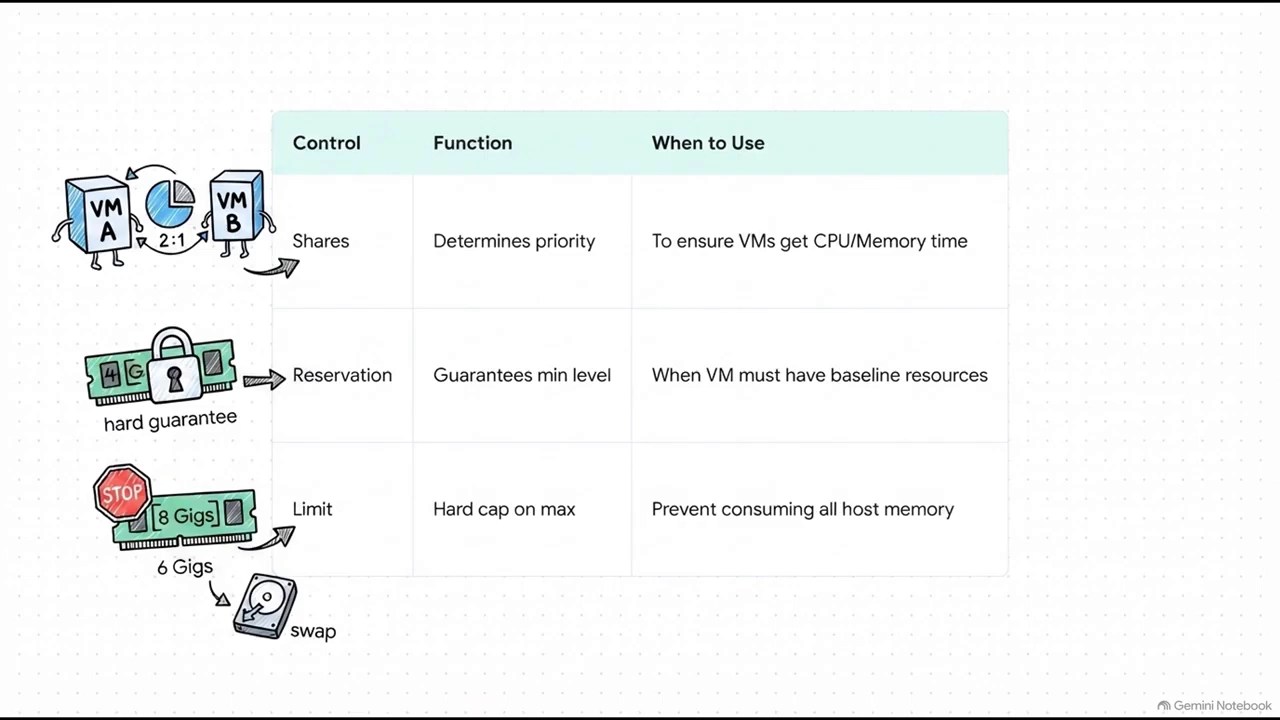 Control Function When to Use
VM A
VM B
2:1
Shares Determines priority To ensure VMs get CPU/Memory time
4 [G
hard guarantee
Reservation Guarantees min level When VM must have baseline resources
STOP
[8 Gigs]
6 Gigs
Limit Hard cap on max Prevent consuming all host memory
swap
Gemini Notebook